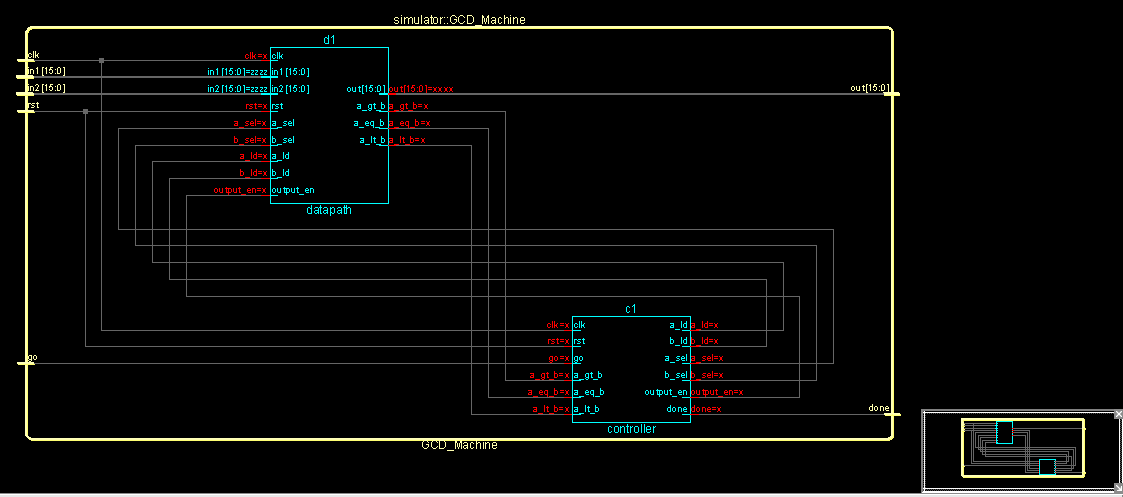 simulator::GCD_Machine
d1
clk
clk=x clk
in1 [15:0]
in1 [15:0]=zzzz in1 [15:0]
in2 [15:0]
in2 [15:0]=zzzz in2 [15:0]
out[15:0] out[15:0]=xxxx
out[15:0]
rst
rst=x rst
a_gt_b a_gt_b=x
a_sel=x a_sel
a_eq_b a_eq_b=x
b_sel=x b_sel
a_lt_b a_lt_b=x
a_ld=x a_ld
b_ld=x b_ld
output_en=x output_en
datapath
c1
clk=x clk
a_ld a_ld=x
rst=x rst
b_ld b_ld=x
go
go=x go
a_sel a_sel=x
a_gt_b=x a_gt_b
b_sel b_sel=x
a_eq_b=x a_eq_b
output_en output_en=x
a_lt_b=x a_lt_b
done done=x
done
controller
GCD_Machine